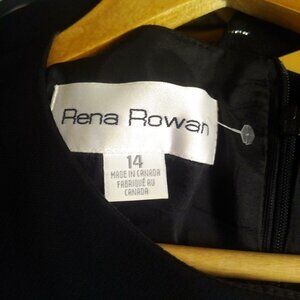 Rena Rowan
14
MADE IN CANADA
FABRIQUÉ AU
CANADA